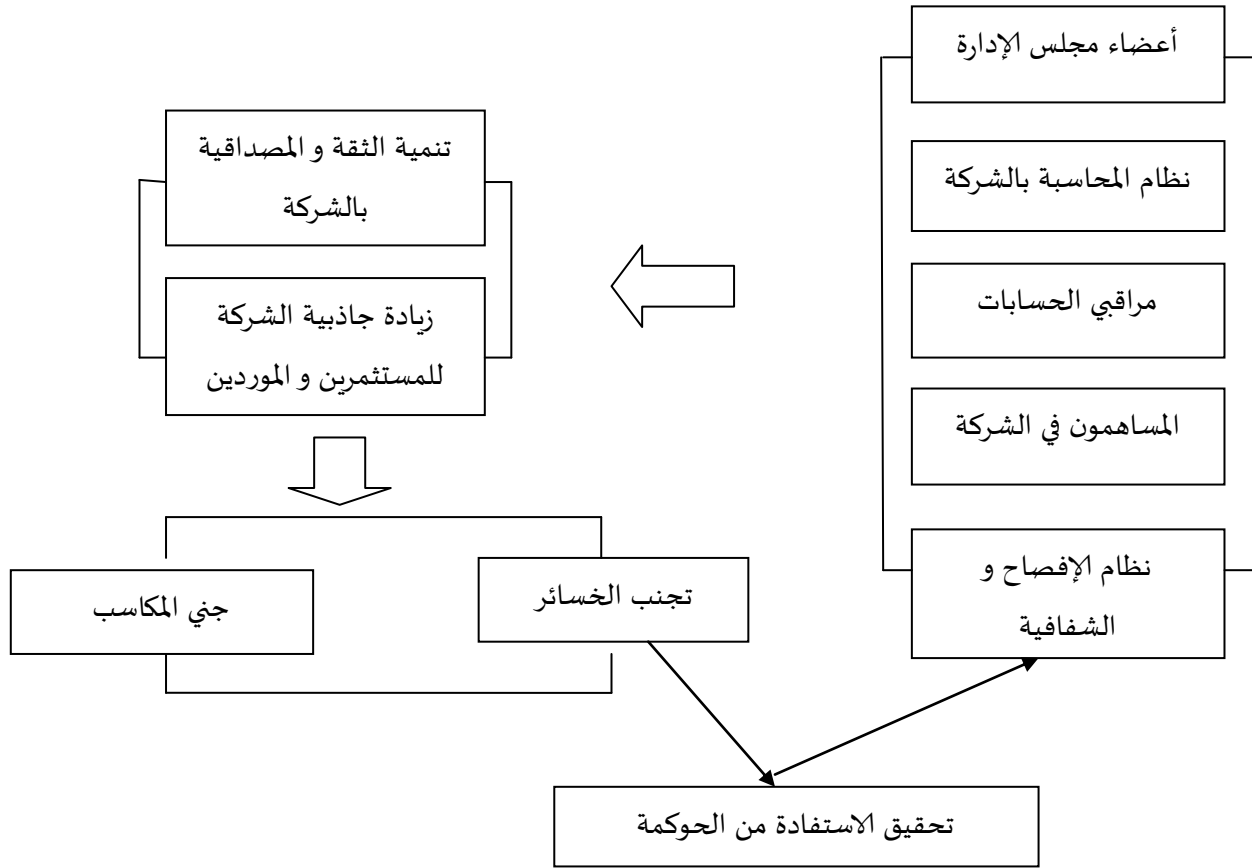 أعضاء مجلس الإدارة
نظام المحاسبة بالشركة
مراقبي الحسابات
المساهمون في الشركة
نظام الإفصاح و
الشفافية
تنمية الثقة و المصداقية
بالشركة
زيادة جاذبية الشركة
للمستثمرين و الموردين
تجنب الخسائر
جني المكاسب
تحقيق الاستفادة من الحوكمة